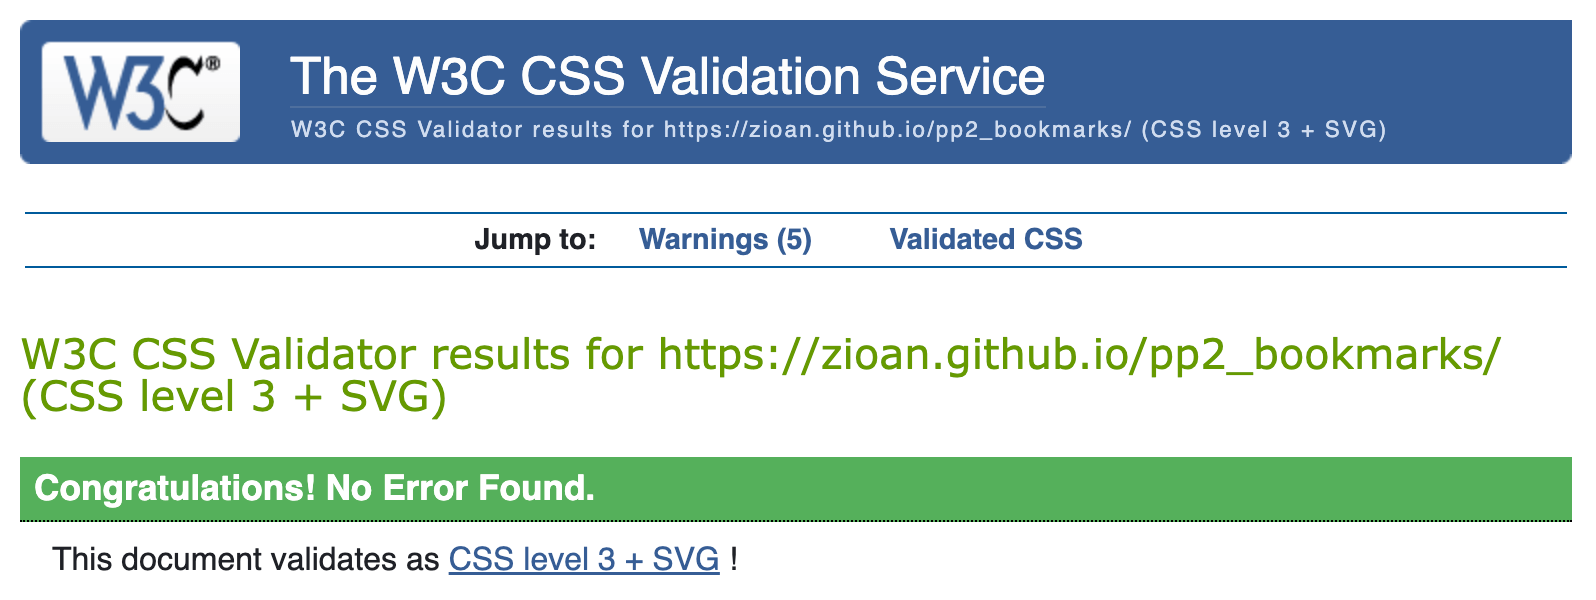 W3C®
The W3C CSS Validation Service
W3C CSS Validator results for https://zioan.github.io/pp2_bookmarks/ (CSS level 3 + SVG)
Jump to: Warnings (5) Validated CSS
W3C CSS Validator results for https://zioan.github.io/pp2_bookmarks/
(CSS level 3 + SVG)
Congratulations! No Error Found.
This document validates as CSS level 3 + SVG !